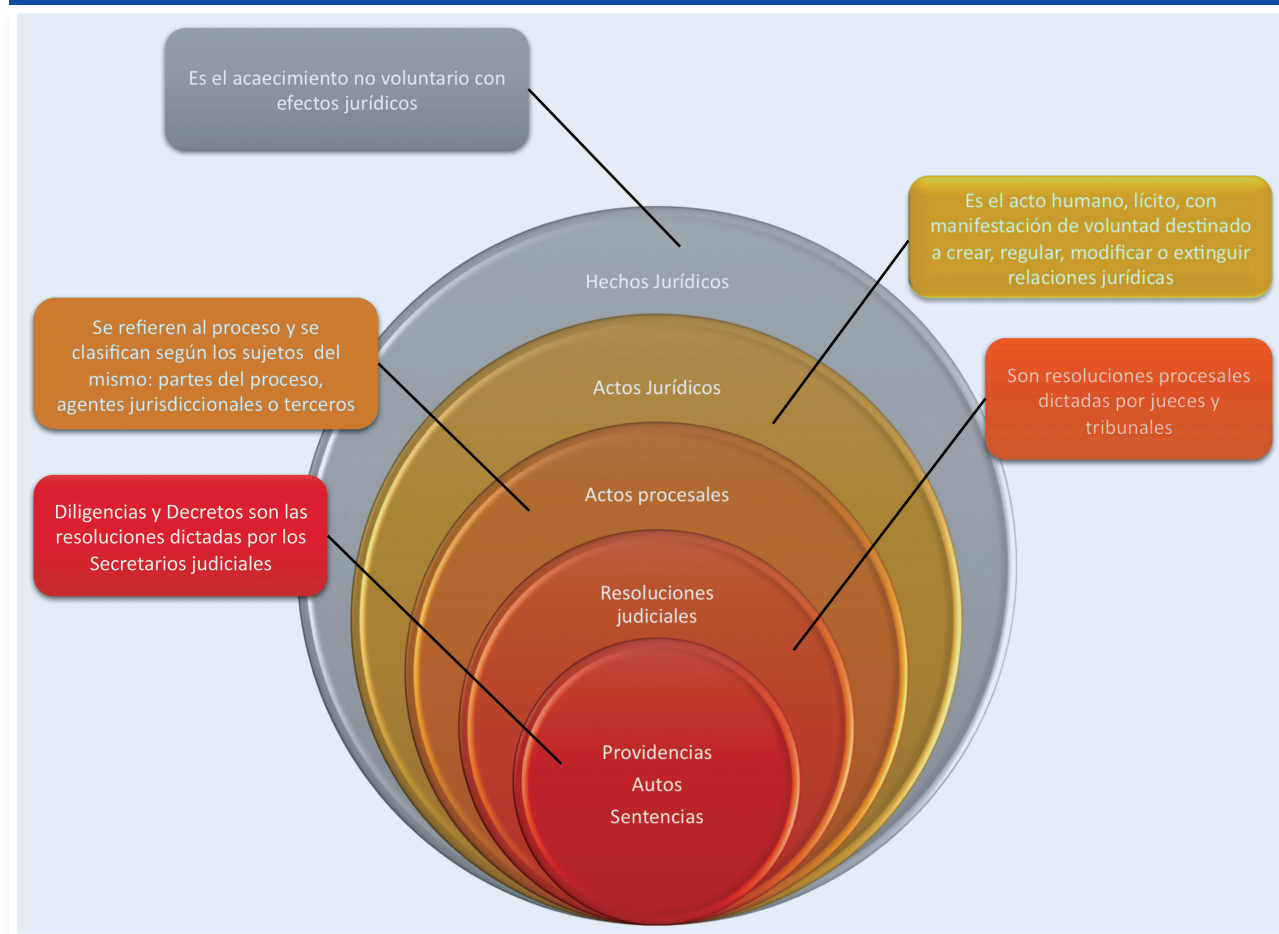 Es el acaecimiento no voluntario con
efectos jurídicos
Es el acto humano, lícito, con
manifestación de voluntad destinado
a crear, regular, modificar o extinguir
relaciones jurídicas
Hechos Jurídicos
Se refieren al proceso y se
clasifican según los sujetos del
mismo: partes del proceso,
agentes jurisdiccionales o terceros
Actos Jurídicos
Son resoluciones procesales
dictadas por jueces y
tribunales
Actos procesales
Diligencias y Decretos son las
resoluciones dictadas por los
Secretarios judiciales
Resoluciones
judiciales
Providencias
Autos
Sentencias